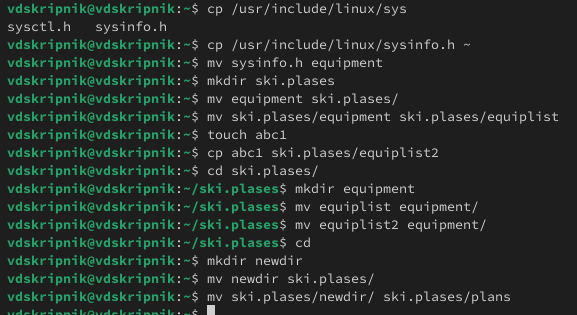 vdskripnik@vdskripnik:~$ cp /usr/include/linux/sys
sysctl.h   sysinfo.h
vdskripnik@vdskripnik:~$ cp /usr/include/linux/sysinfo.h ~
vdskripnik@vdskripnik:~$ mv sysinfo.h equipment
vdskripnik@vdskripnik:~$ mkdir ski.plases
vdskripnik@vdskripnik:~$ mv equipment ski.plases/
vdskripnik@vdskripnik:~$ mv ski.plases/equipment ski.plases/equiplist
vdskripnik@vdskripnik:~$ touch abc1
vdskripnik@vdskripnik:~$ cp abc1 ski.plases/equiplist2
vdskripnik@vdskripnik:~$ cd ski.plases/
vdskripnik@vdskripnik:~/ski.plases$ mkdir equipment
vdskripnik@vdskripnik:~/ski.plases$ mv equiplist equipment/
vdskripnik@vdskripnik:~/ski.plases$ mv equiplist2 equipment/
vdskripnik@vdskripnik:~/ski.plases$ cd
vdskripnik@vdskripnik:~$ mkdir newdir
vdskripnik@vdskripnik:~$ mv newdir ski.plases/
vdskripnik@vdskripnik:~$ mv ski.plases/newdir/ ski.plases/plans
vdskripnik@vdskripnik:~$